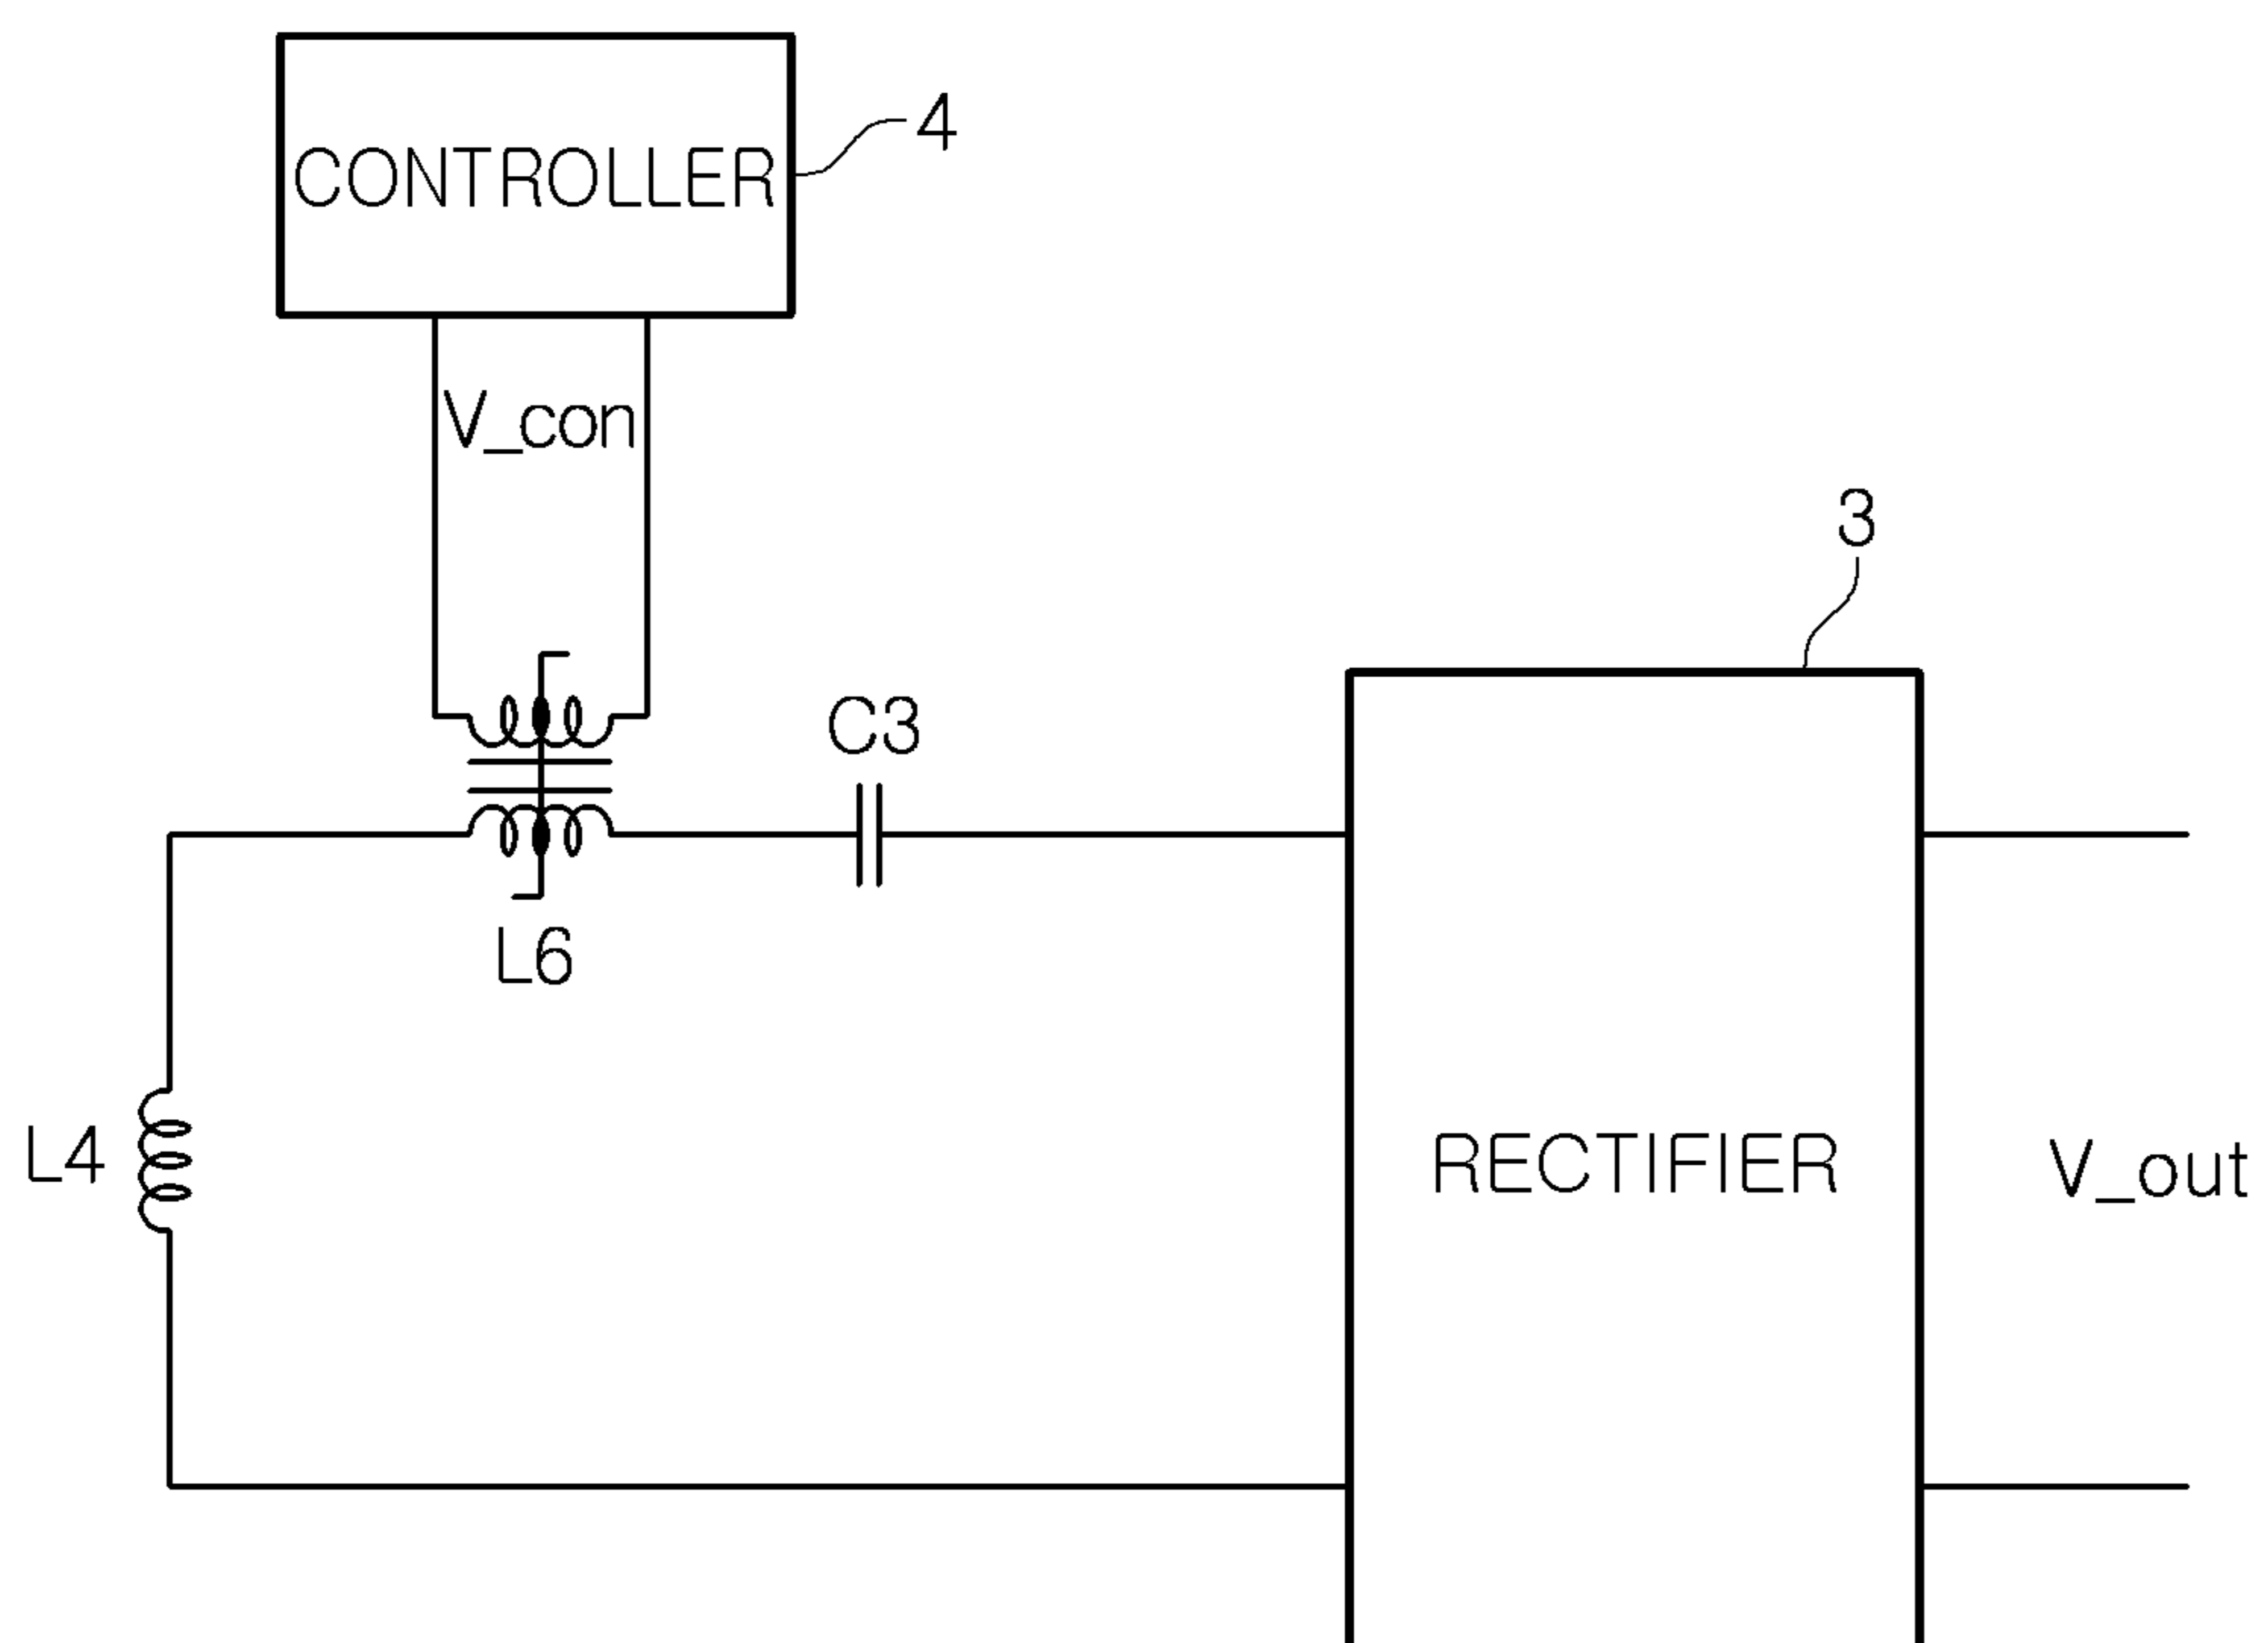 CONTROLLER
4
V_con
3
C3
L6
L4
RECTIFIER
V_out